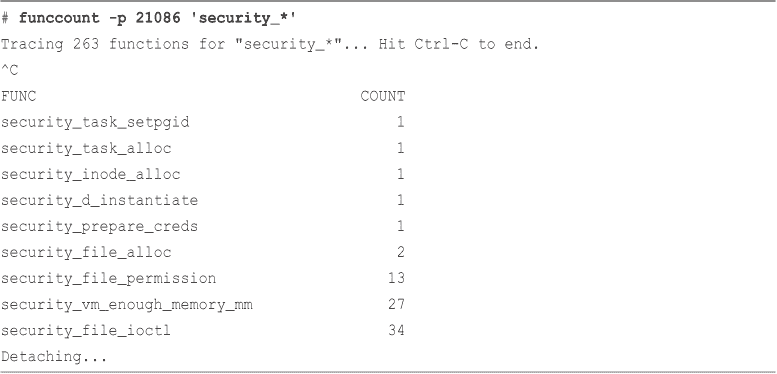 # funccount -p 21086 'security_*'
Tracing 263 functions for "security_*"... Hit Ctrl-C to end.
^C
FUNC                                    COUNT
security_task_setpgid                       1
security_task_alloc                         1
security_inode_alloc                        1
security_d_instantiate                      1
security_prepare_creds                      1
security_file_alloc                         2
security_file_permission                   13
security_vm_enough_memory_mm               27
security_file_ioctl                        34
Detaching...